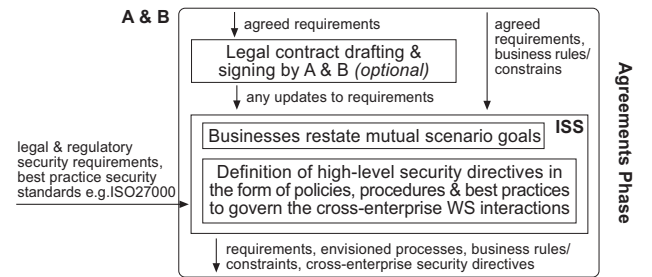 A & B
agreed requirements
agreed
requirements,
business rules/
constrains
Legal contract drafting &
signing by A & B (optional)
any updates to requirements
ISS
Businesses restate mutual scenario goals
legal & regulatory
security requirements,
best practice security
standards e.g.ISO27000
Definition of high-level security directives in
the form of policies, procedures & best practices
to govern the cross-enterprise WS interactions
requirements, envisioned processes, business rules/
constraints, cross-enterprise security directives
Agreements Phase